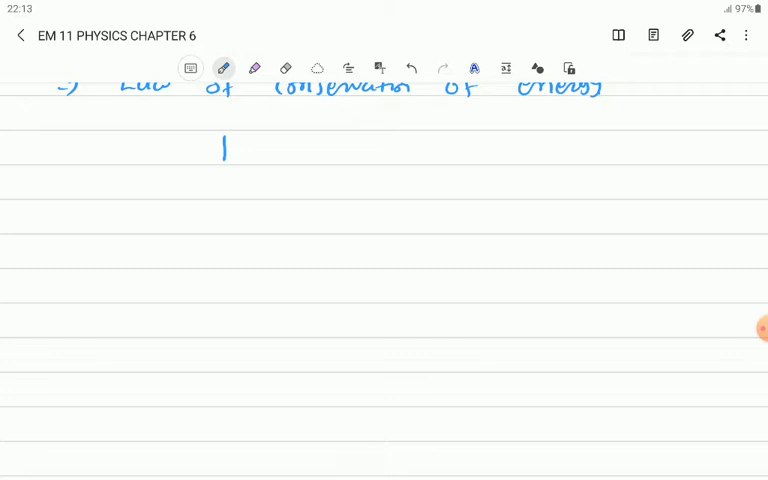 22:13
97%
EM 11 PHYSICS CHAPTER 6
Law of conservation of energy